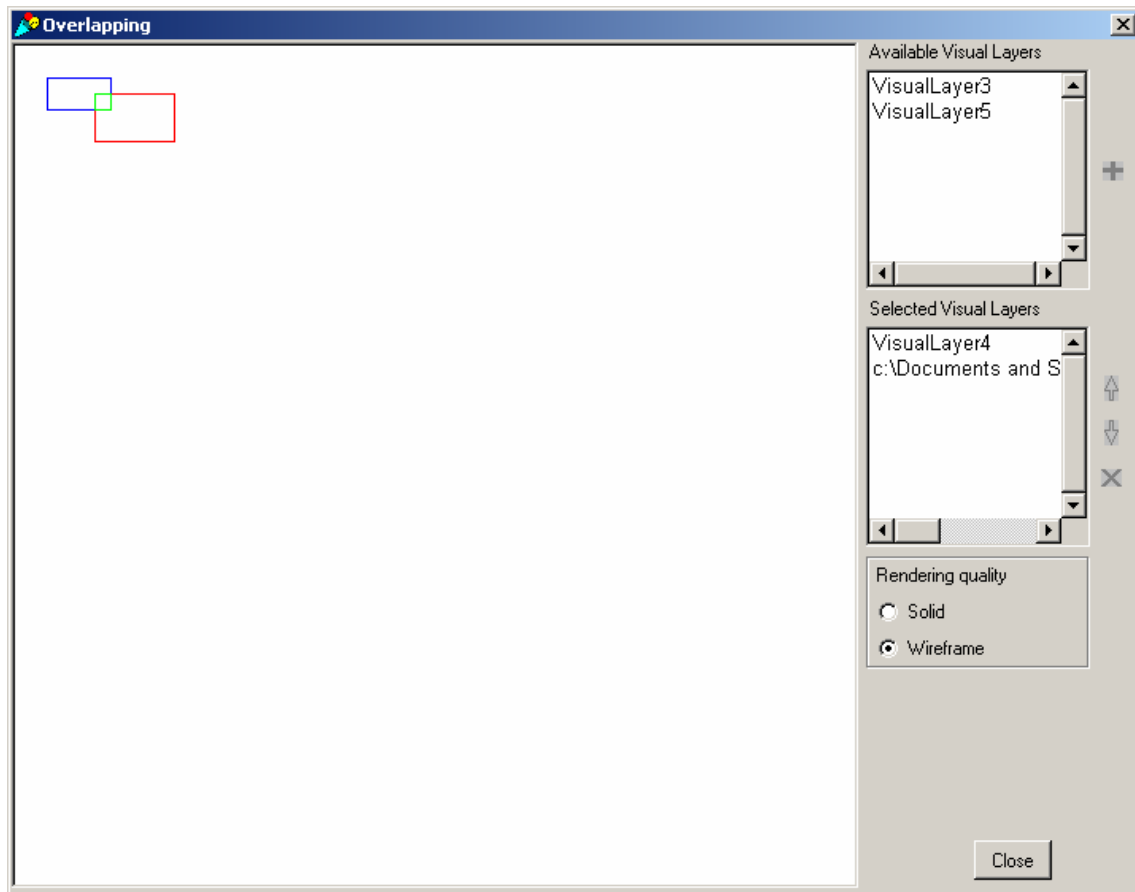 Overlapping
Available Visual Layers
VisualLayer3
VisualLayer5
Selected Visual Layers
VisualLayer4
c:\Documents and S
Rendering quality
Solid
Wireframe
Close